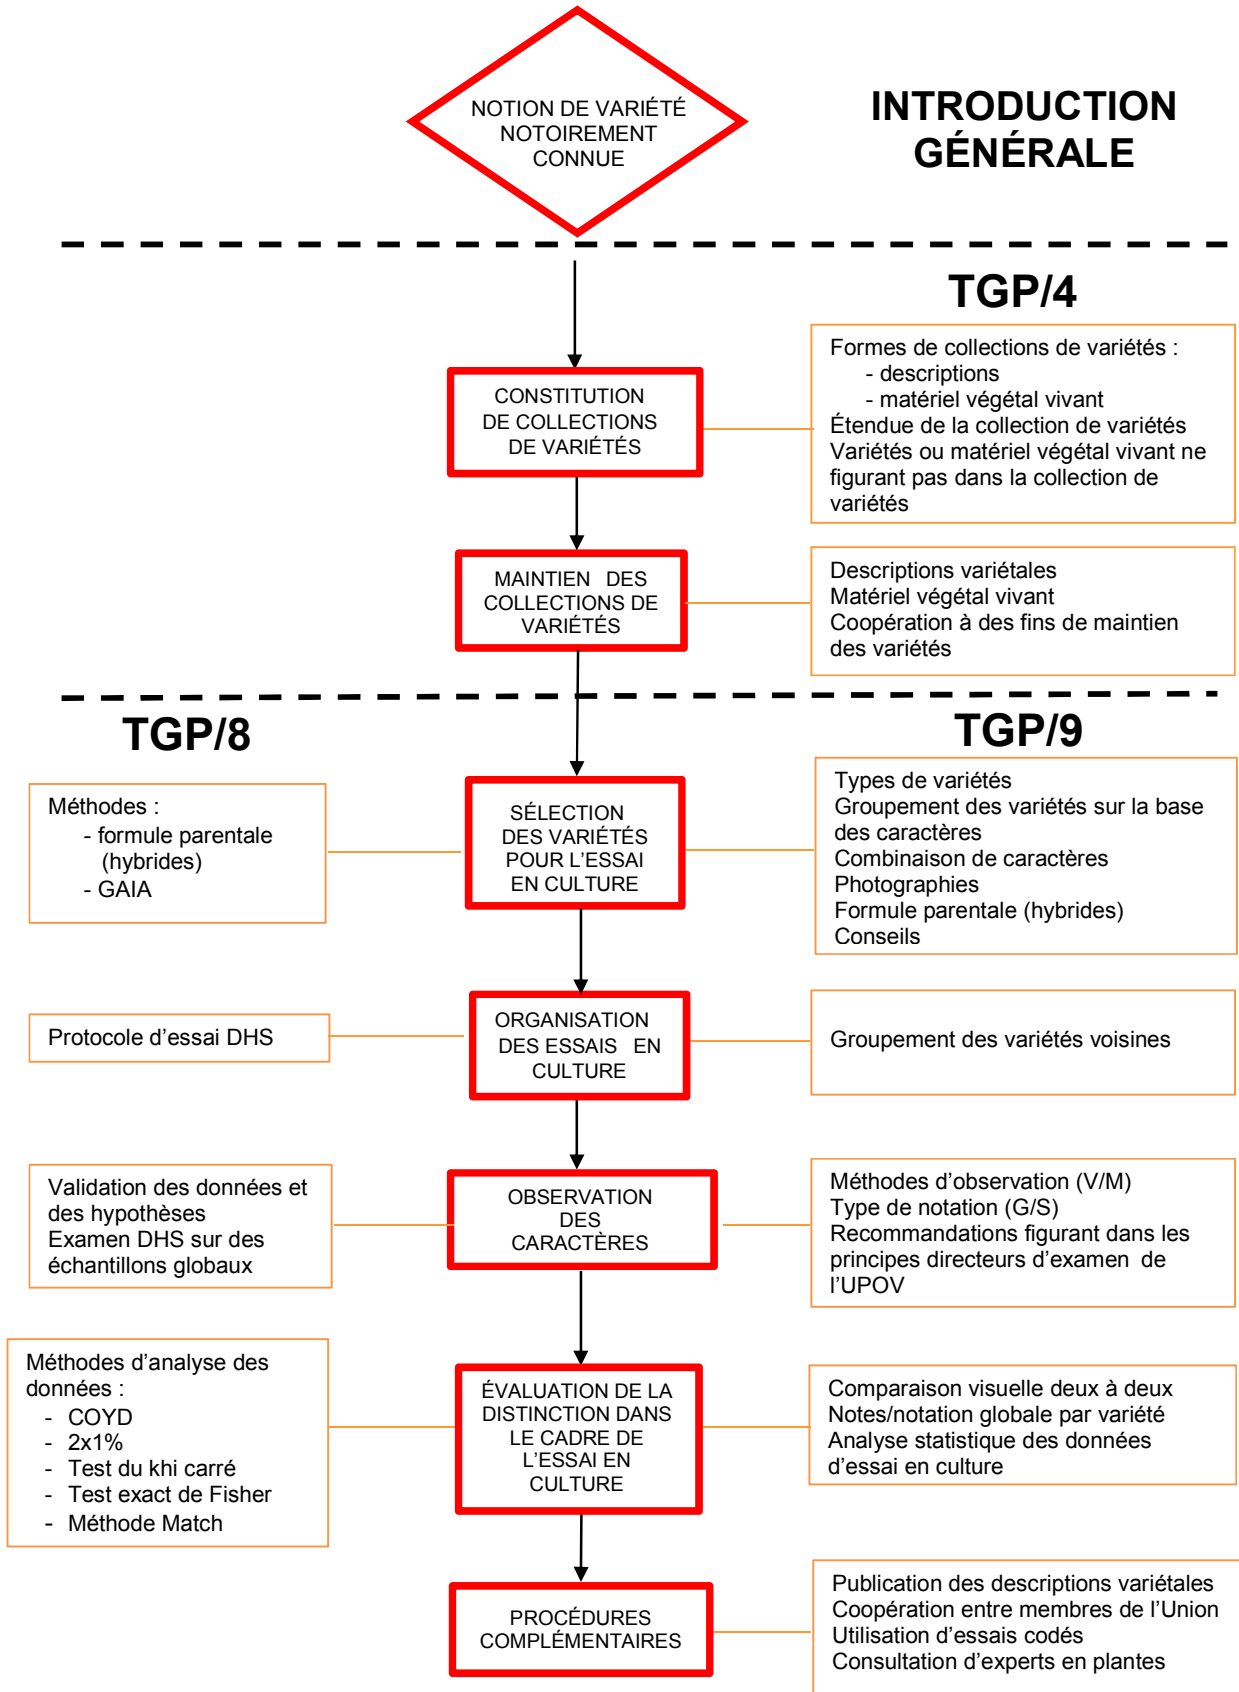 NOTION DE VARIÉTÉ
NOTOIREMENT
CONNUE
INTRODUCTION
GÉNÉRALE
TGP/4
CONSTITUTION
DE COLLECTIONS
DE VARIÉTÉS
Formes de collections de variétés :
- descriptions
- matériel végétal vivant
Étendue de la collection de variétés
Variétés ou matériel végétal vivant ne
figurant pas dans la collection de
variétés
MAINTIEN DES
COLLECTIONS DE
VARIÉTÉS
Descriptions variétales
Matériel végétal vivant
Coopération à des fins de maintien
des variétés
TGP/8
TGP/9
Méthodes :
- formule parentale
(hybrides)
- GAIA
SÉLECTION
DES VARIÉTÉS
POUR L'ESSAI
EN CULTURE
Types de variétés
Groupement des variétés sur la base
des caractères
Combinaison de caractères
Photographies
Formule parentale (hybrides)
Conseils
Protocole d'essai DHS
ORGANISATION
DES ESSAIS EN
CULTURE
Groupement des variétés voisines
Validation des données et
des hypothèses
Examen DHS sur des
échantillons globaux
OBSERVATION
DES
CARACTÈRES
Méthodes d'observation (V/M)
Type de notation (G/S)
Recommandations figurant dans les
principes directeurs d'examen de
l'UPOV
Méthodes d'analyse des
données :
- COYD
- 2x1%
- Test du khi carré
- Test exact de Fisher
- Méthode Match
ÉVALUATION DE LA
DISTINCTION DANS
LE CADRE DE
L'ESSAI EN
CULTURE
Comparaison visuelle deux à deux
Notes/notation globale par variété
Analyse statistique des données
d'essai en culture
PROCÉDURES
COMPLÉMENTAIRES
Publication des descriptions variétales
Coopération entre membres de l'Union
Utilisation d'essais codés
Consultation d'experts en plantes